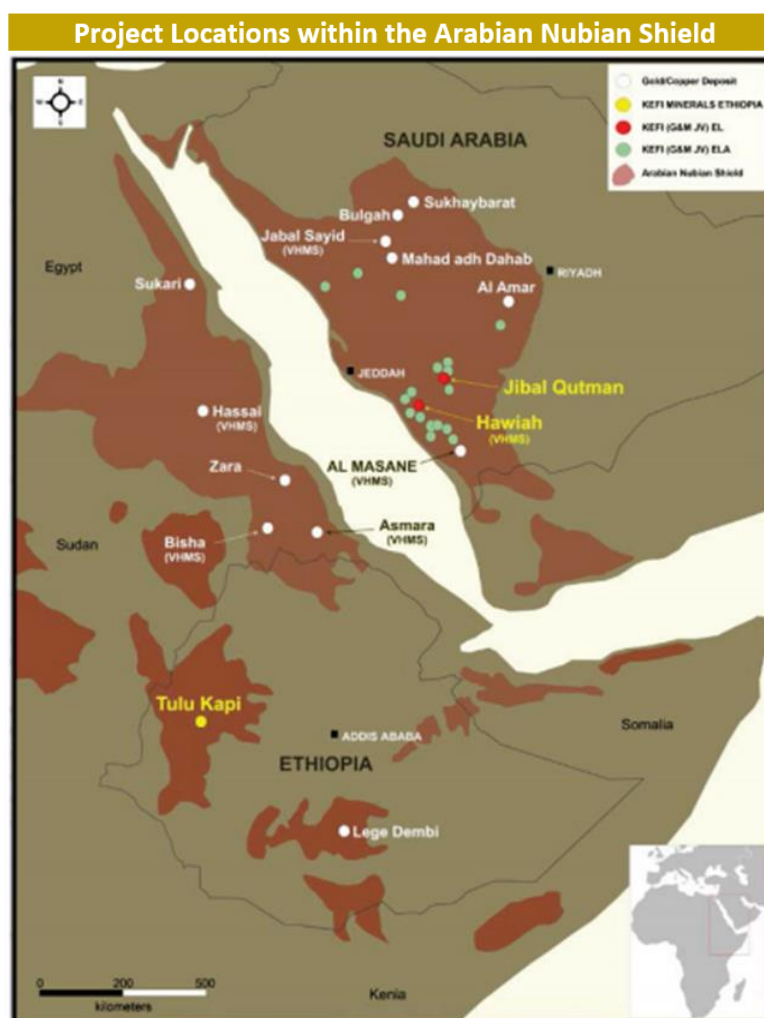 Project Locations within the Arabian Nubian Shield
N
W
E
S
Gold/Copper Deposit
KEFI MINERALS ETHIOPIA
KEFI (G&M JV) EL
KEFI (G&M JV) ELA
Arabian Nubian Shield
SAUDI ARABIA
Sukhaybarat
Bulgah
Jabal Sayid
(VHMS)
Mahad adh Dahab
Egypt
RIYADH
Sukari
Al Amar
JEDDAH
Jibal Qutman
Hassai
(VHMS)
Hawiah
(VHMS)
Zara
AL MASANE
(VHMS)
Asmara
(VHMS)
Bisha
(VHMS)
Sudan
Tulu Kapi
Somalia
ADDIS ABABA
ETHIOPIA
Lege Dembi
0 200 500
kilometers
Kenia